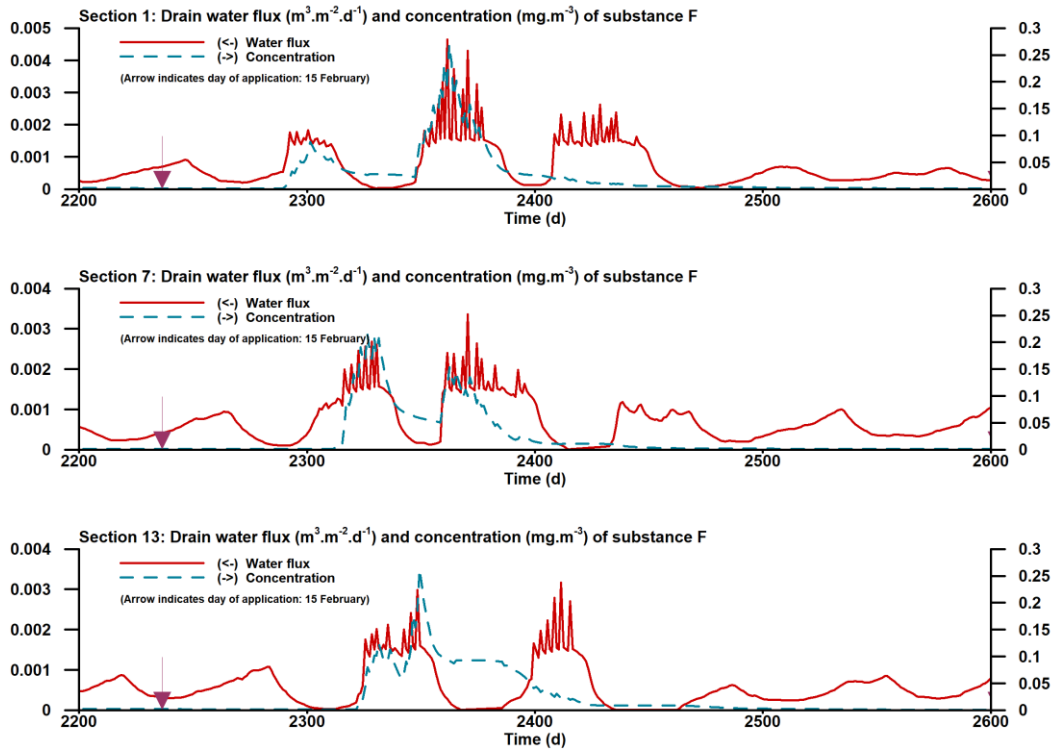 Section 1: Drain water flux (m³.m⁻².d⁻¹) and concentration (mg.m⁻³) of substance F
0.005
0.004
0.003
0.002
0.001
0
(<-) Water flux
(->) Concentration
(Arrow indicates day of application: 15 February)
0.3
0.25
0.2
0.15
0.1
0.05
0
2200 2300 2400 2500 2600
Time (d)
Section 7: Drain water flux (m³.m⁻².d⁻¹) and concentration (mg.m⁻³) of substance F
0.004
0.003
0.002
0.001
0
(<-) Water flux
(->) Concentration
(Arrow indicates day of application: 15 February)
0.3
0.25
0.2
0.15
0.1
0.05
0
2200 2300 2400 2500 2600
Time (d)
Section 13: Drain water flux (m³.m⁻².d⁻¹) and concentration (mg.m⁻³) of substance F
0.004
0.003
0.002
0.001
0
(<-) Water flux
(->) Concentration
(Arrow indicates day of application: 15 February)
0.3
0.25
0.2
0.15
0.1
0.05
0
2200 2300 2400 2500 2600
Time (d)